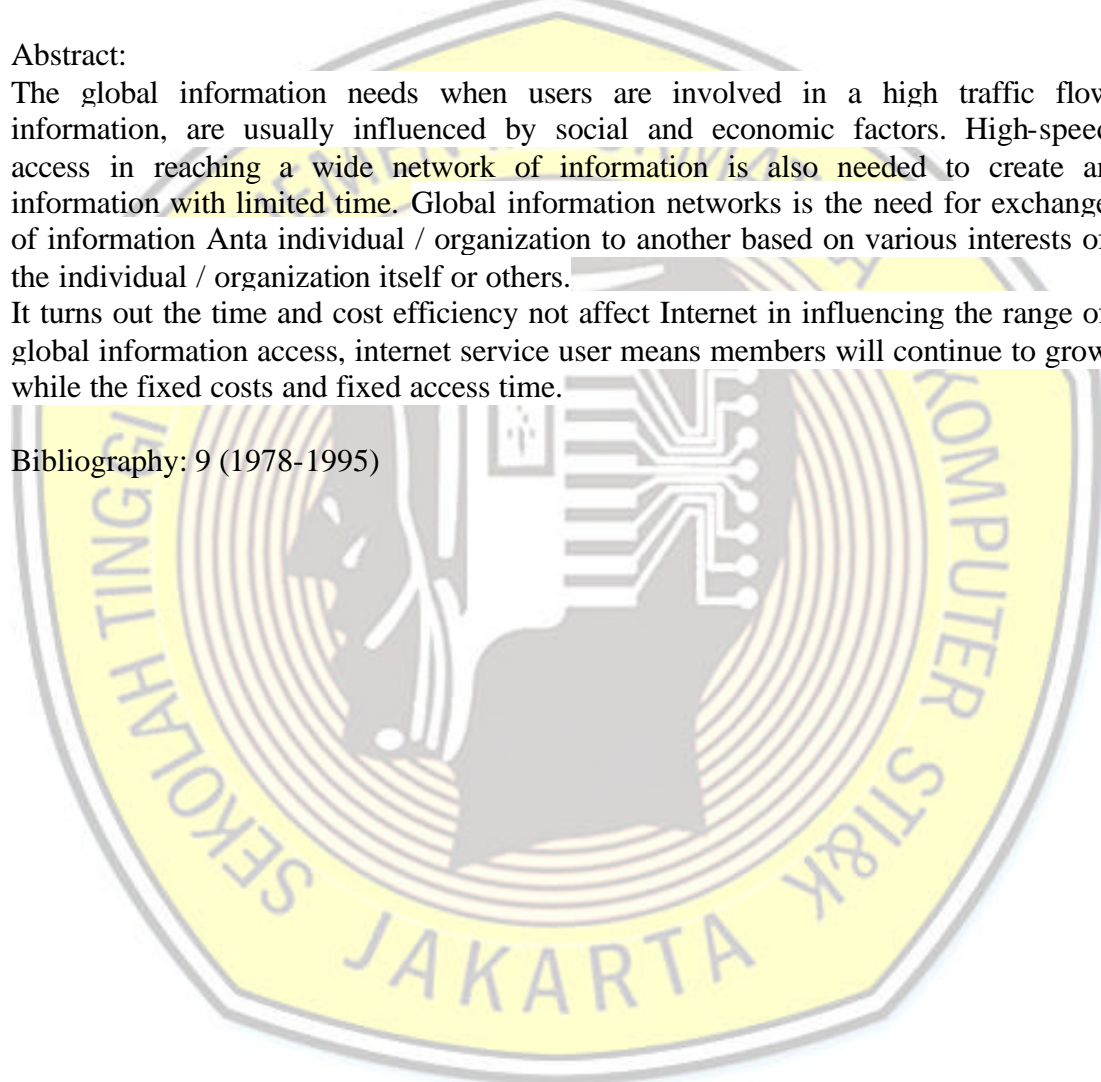 Abstract:
The global information needs when users are involved in a high traffic flow
information, are usually influenced by social and economic factors. High-speed
access in reaching a wide network of information is also needed to create an
information with limited time. Global information networks is the need for exchange
of information Anta individual / organization to another based on various interests of
the individual / organization itself or others.
It turns out the time and cost efficiency not affect Internet in influencing the range of
global information access, internet service user means members will continue to grow
while the fixed costs and fixed access time.
Bibliography: 9 (1978-1995)
SEKOLAH TINGGI
KOMPUTER STI&K
JAKARTA